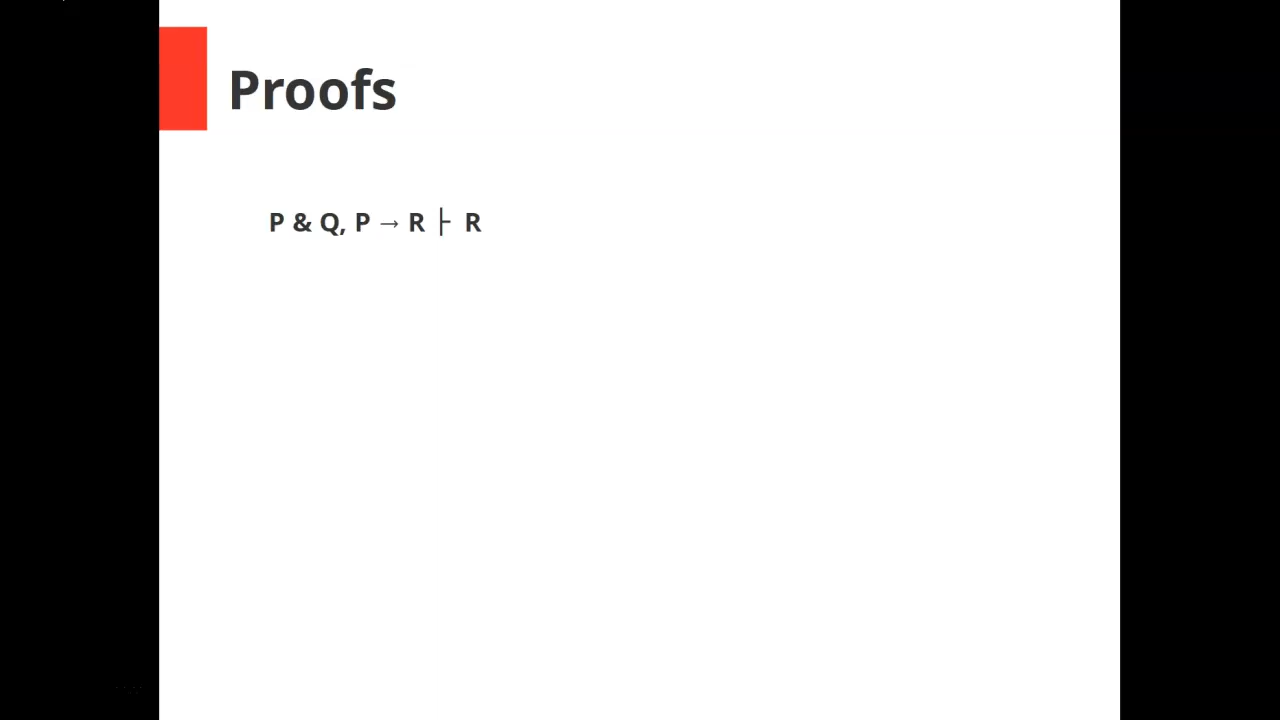 Proofs
P & Q, P → R ├ R